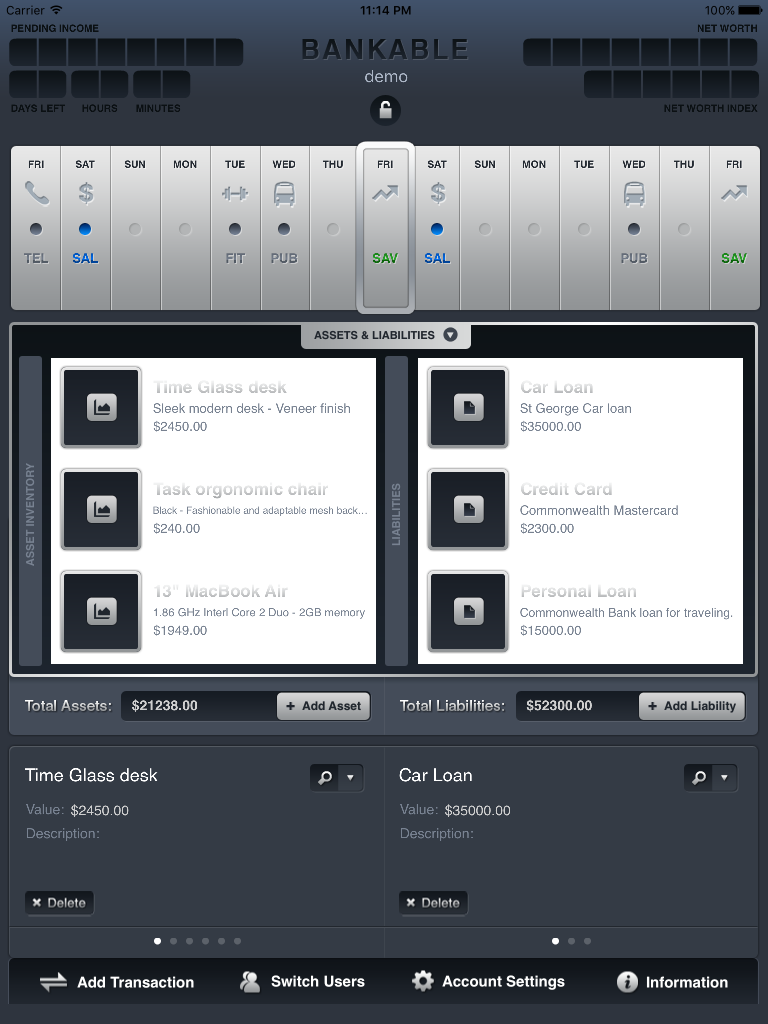 Carrier 11:14 PM 100%
PENDING INCOME
NET WORTH
BANKABLE
demo
DAYS LEFT HOURS MINUTES
NET WORTH INDEX
FRI SAT SUN MON TUE WED THU FRI SAT SUN MON TUE WED THU FRI
TEL SAL FIT PUB SAV SAL PUB SAV
ASSETS & LIABILITIES
ASSET INVENTORY
Time Glass desk
Sleek modern desk - Veneer finish
$2450.00
Task orgonomic chair
Black - Fashionable and adaptable mesh back...
$240.00
13" MacBook Air
1.86 GHz Interl Core 2 Duo - 2GB memory
$1949.00
LIABILITIES
Car Loan
St George Car loan
$35000.00
Credit Card
Commonwealth Mastercard
$2300.00
Personal Loan
Commonwealth Bank loan for traveling.
$15000.00
Total Assets: $21238.00 + Add Asset
Total Liabilities: $52300.00 + Add Liability
Time Glass desk
Value: $2450.00
Description:
Delete
Car Loan
Value: $35000.00
Description:
Delete
Add Transaction Switch Users Account Settings Information